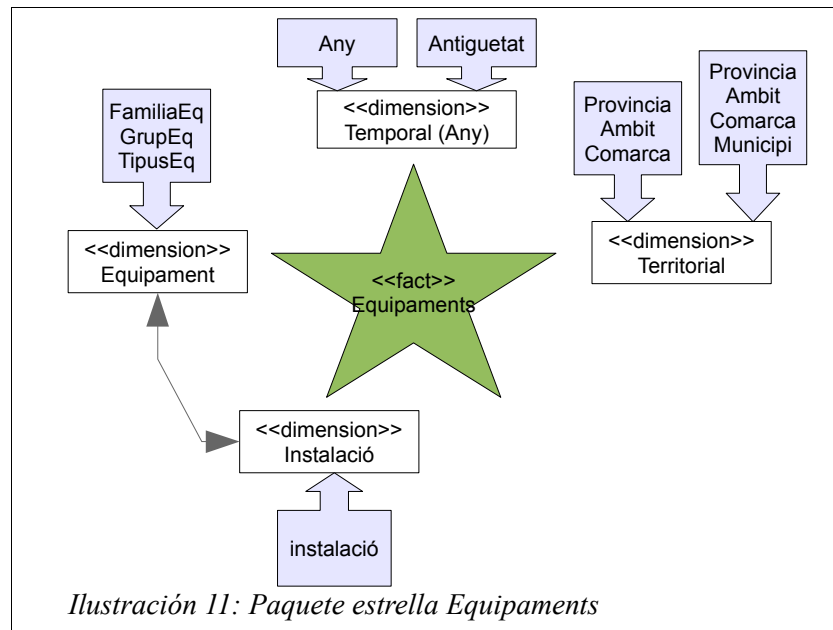 Any
Antiguetat
<<dimension>>
Temporal (Any)
Provincia
Ambit
Comarca
Provincia
Ambit
Comarca
Municipi
<<dimension>>
Territorial
FamiliaEq
GrupEq
TipusEq
<<dimension>>
Equipament
<<fact>>
Equipaments
<<dimension>>
Instalació
instalació
Ilustración 11: Paquete estrella Equipaments